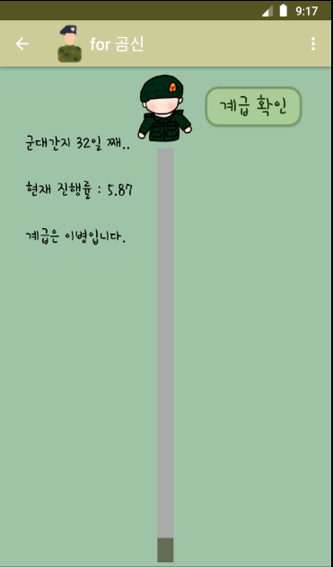 9:17
for 곰신
계급 확인
군대간지 32일 째..
현재 진행률 : 5.87
계급은 이병입니다.